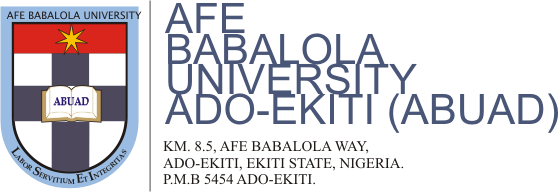 AFE BABALOLA UNIVERSITY
ABUAD
LABOR SERVITIUM ET INTEGRITAS
AFE
BABALOLA
UNIVERSITY
ADO-EKITI (ABUAD)
KM. 8.5, AFE BABALOLA WAY,
ADO-EKITI, EKITI STATE, NIGERIA.
P.M.B 5454 ADO-EKITI.